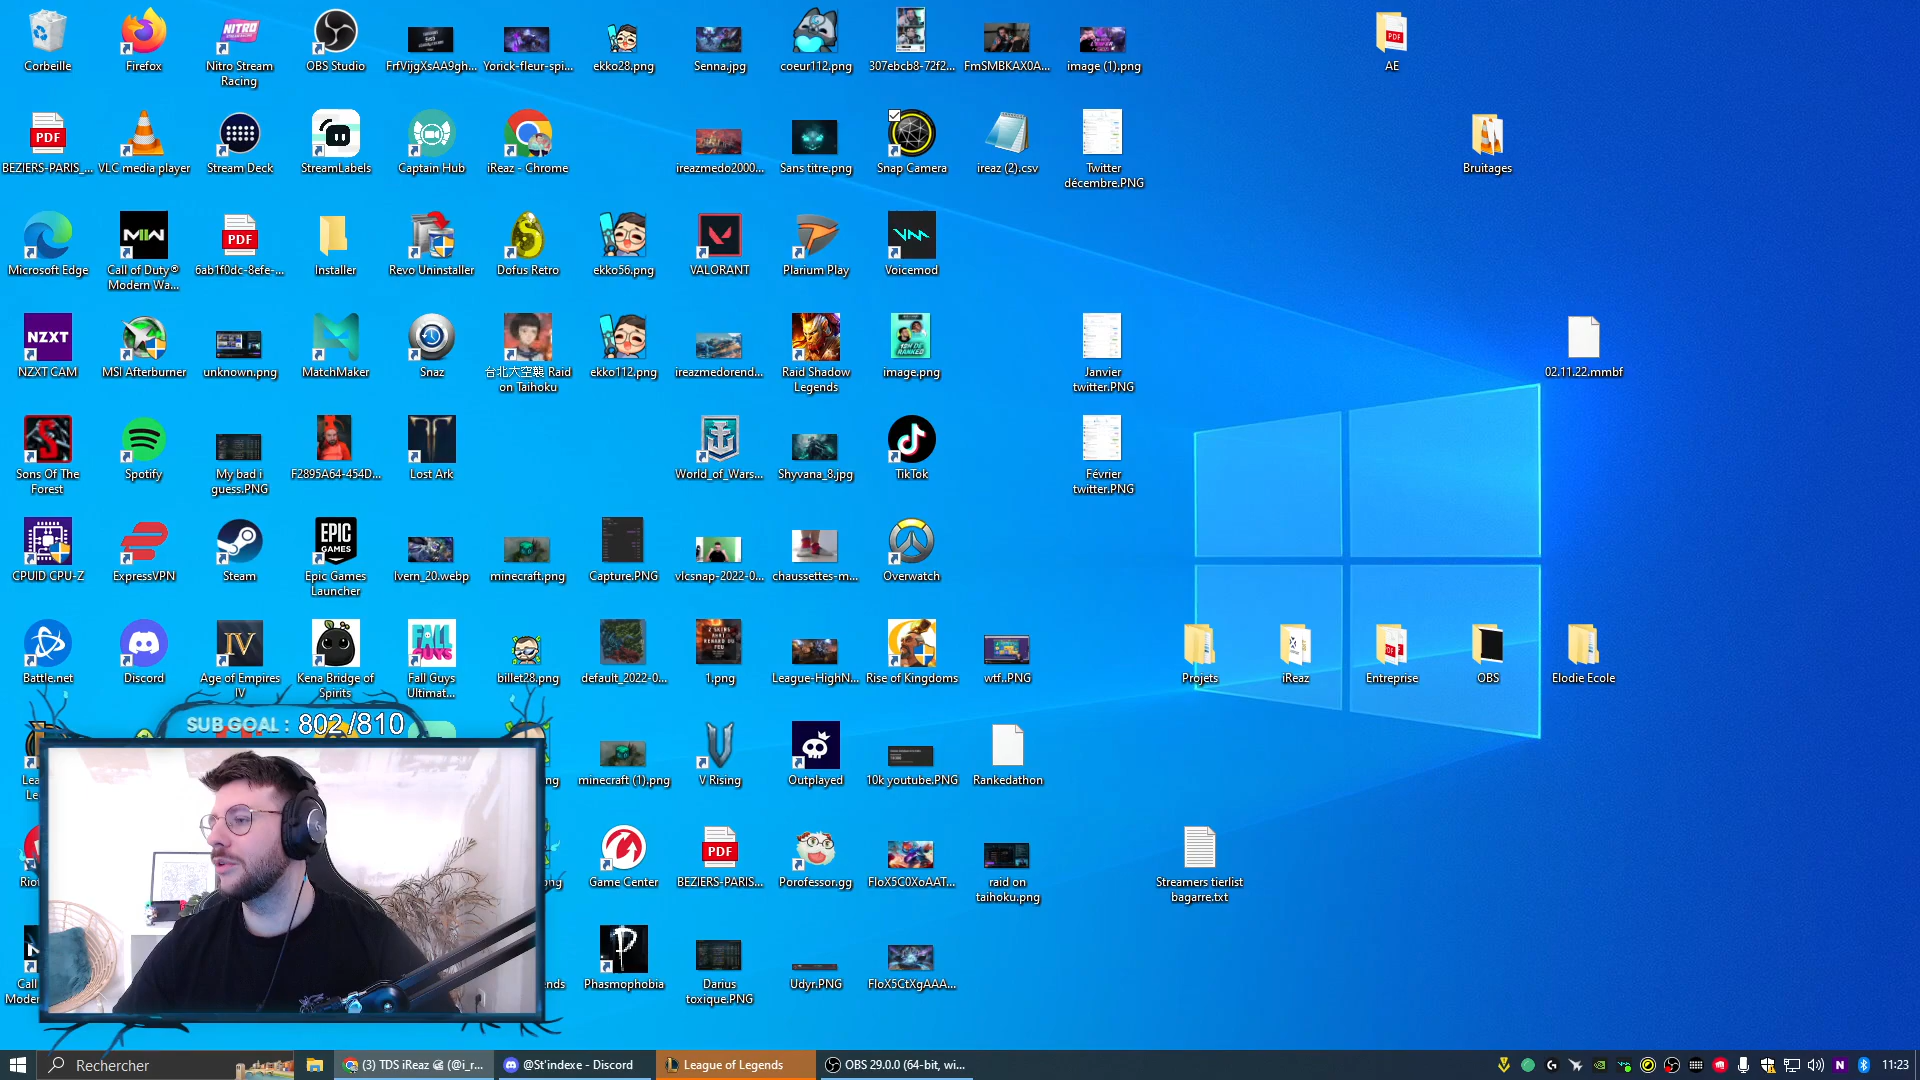 Corbeille
Firefox
Nitro Stream
Racing
OBS Studio
FrfVijgXsAA9gh...
Yorick-fleur-spi...
ekko28.png
Senna.jpg
coeur112.png
307ebcb8-72f2...
FmSMBKAX0A...
image (1).png
AE
BEZIERS-PARIS_...
VLC media player
Stream Deck
StreamLabels
Captain Hub
iReaz - Chrome
ireazmedo2000...
Sans titre.png
Snap Camera
ireaz (2).csv
Twitter
décembre.PNG
Bruitages
Microsoft Edge
Call of Duty®
Modern Wa...
6ab1f0dc-8efe-...
Installer
Revo Uninstaller
Dofus Retro
ekko56.png
VALORANT
Plarium Play
Voicemod
NZXT CAM
MSI Afterburner
unknown.png
MatchMaker
Snaz
台北大空襲 Raid
on Taihoku
ekko112.png
ireazmedorend...
Raid Shadow
Legends
image.png
Janvier
twitter.PNG
02.11.22.mmbf
Sons Of The
Forest
Spotify
My bad i
guess.PNG
F2895A64-454D...
Lost Ark
World_of_Wars...
Shyvana_8.jpg
TikTok
Février
twitter.PNG
CPUID CPU-Z
ExpressVPN
Steam
Epic Games
Launcher
Ivern_20.webp
minecraft.png
Capture.PNG
vlcsnap-2022-0...
chaussettes-m...
Overwatch
Battle.net
Discord
Age of Empires
IV
Kena Bridge of
Spirits
Fall Guys
Ultimat...
billet28.png
default_2022-0...
1.png
League-HighN...
Rise of Kingdoms
wtf..PNG
Projets
iReaz
Entreprise
OBS
Elodie Ecole
SUB GOAL : 802 /810
minecraft (1).png
V Rising
Outplayed
10k youtube.PNG
Rankedathon
Game Center
BEZIERS-PARIS...
Porofessor.gg
FloX5C0XoAAT...
raid on
taihoku.png
Streamers tierlist
bagarre.txt
Call
Phasmophobia
Darius
toxique.PNG
Udyr.PNG
FloX5CtXgAAA...
Rechercher
(3) TDS iReaz
(@i_r...
@St'indexe - Discord
League of Legends
OBS 29.0.0 (64-bit, wi...
11:23